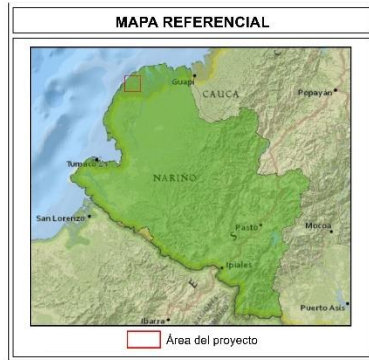 MAPA REFERENCIAL
Guapi
CAUCA
Popayán
Tumaco
NARIÑO
San Lorenzo
Pasto
Mocoa
Ipiales
Puerto Asís
Ibarra
Área del proyecto